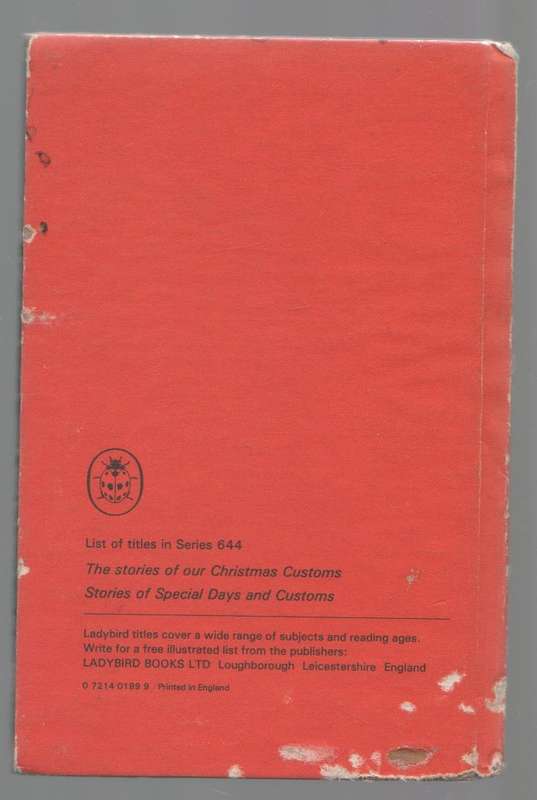 List of titles in Series 644
The stories of our Christmas Customs
Stories of Special Days and Customs
Ladybird titles cover a wide range of subjects and reading ages.
Write for a free illustrated list from the publishers:
LADYBIRD BOOKS LTD Loughborough Leicestershire England
0 7214 0199 9 Printed in England